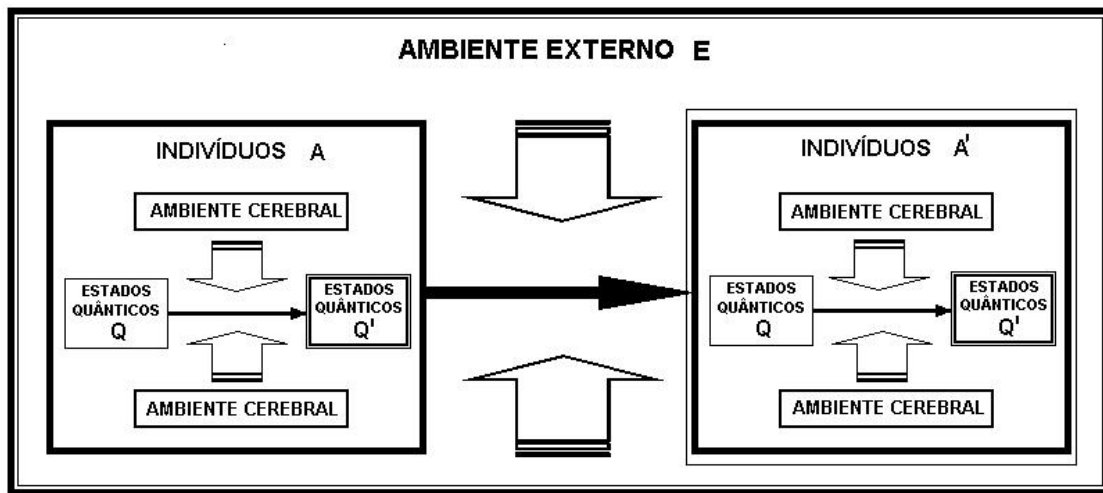 AMBIENTE EXTERNO E
INDIVÍDUOS A
AMBIENTE CEREBRAL
ESTADOS
QUÂNTICOS
Q
ESTADOS
QUÂNTICOS
Q'
AMBIENTE CEREBRAL
INDIVÍDUOS A'
AMBIENTE CEREBRAL
ESTADOS
QUÂNTICOS
Q
ESTADOS
QUÂNTICOS
Q'
AMBIENTE CEREBRAL